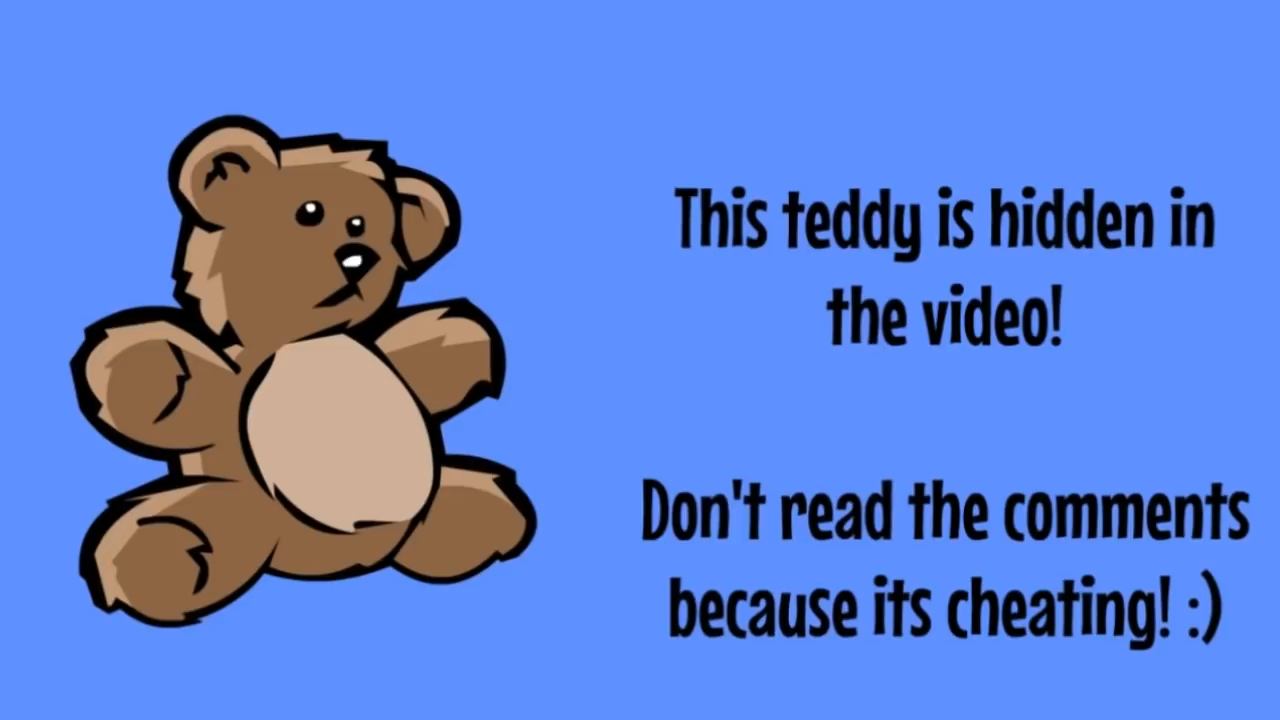 This teddy is hidden in
the video!
Don't read the comments
because its cheating! :)